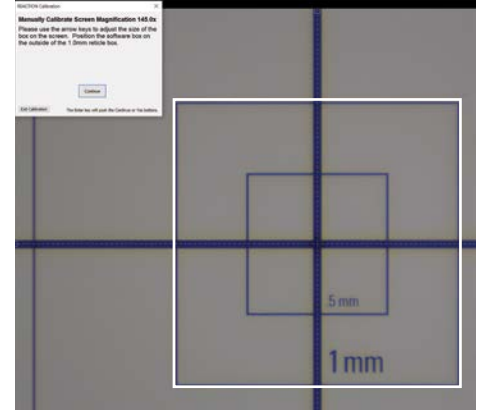 REACTION Calibration
Manually Calibrate Screen Magnification 145.0x
Please use the arrow keys to adjust the size of the
box on the screen. Position the software box on
the outside of the 1.0mm reticle box.
Continue
Exit Calibration
The Enter key will push the Continue or Yes buttons.
.5 mm
1 mm